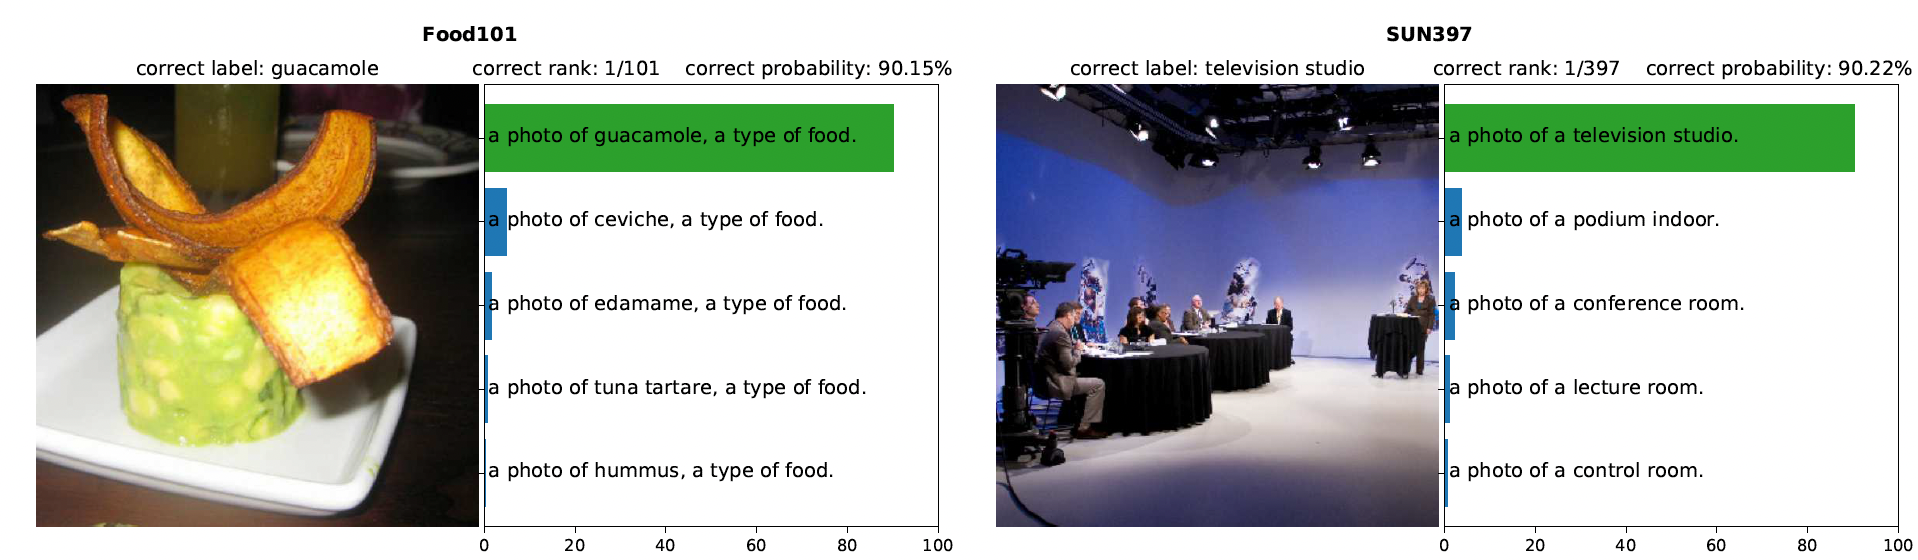 Food101
correct label: guacamole correct rank: 1/101 correct probability: 90.15%
a photo of guacamole, a type of food.
a photo of ceviche, a type of food.
a photo of edamame, a type of food.
a photo of tuna tartare, a type of food.
a photo of hummus, a type of food.
0 20 40 60 80 100
SUN397
correct label: television studio correct rank: 1/397 correct probability: 90.22%
a photo of a television studio.
a photo of a podium indoor.
a photo of a conference room.
a photo of a lecture room.
a photo of a control room.
0 20 40 60 80 100